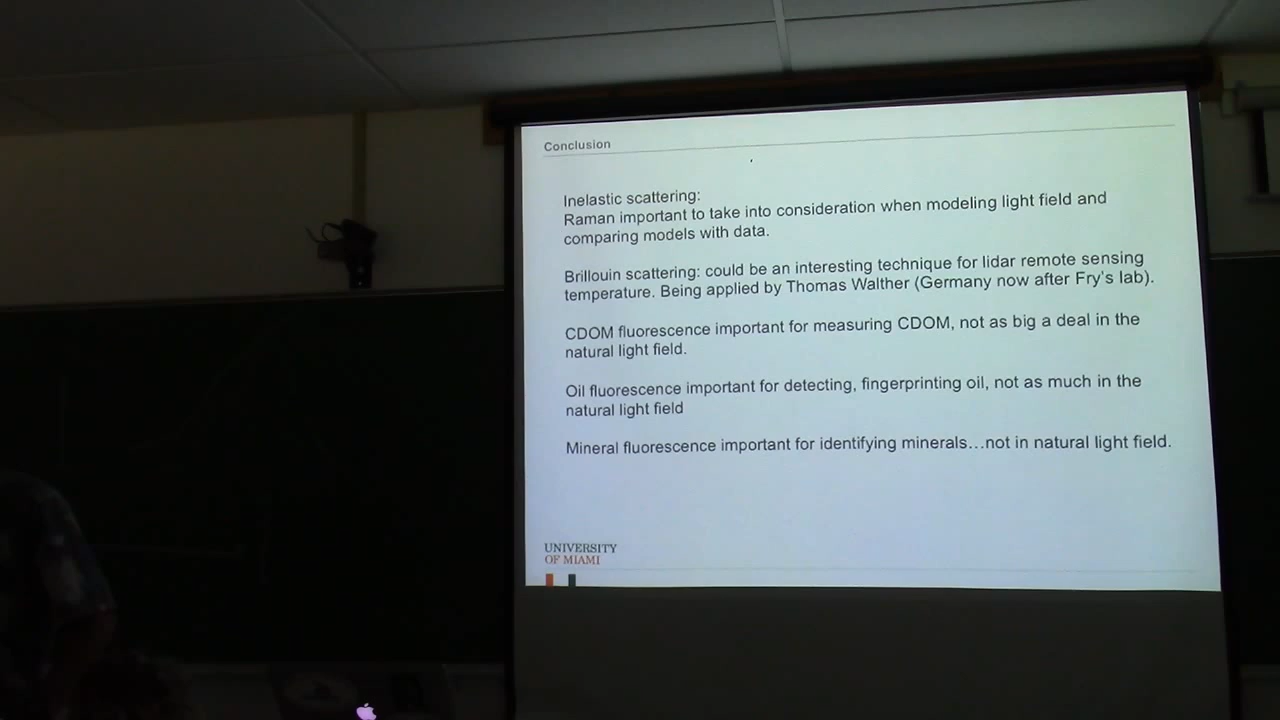 Conclusion
Inelastic scattering:
Raman important to take into consideration when modeling light field and
comparing models with data.
Brillouin scattering: could be an interesting technique for lidar remote sensing
temperature. Being applied by Thomas Walther (Germany now after Fry's lab).
CDOM fluorescence important for measuring CDOM, not as big a deal in the
natural light field.
Oil fluorescence important for detecting, fingerprinting oil, not as much in the
natural light field
Mineral fluorescence important for identifying minerals…not in natural light field.
UNIVERSITY
OF MIAMI